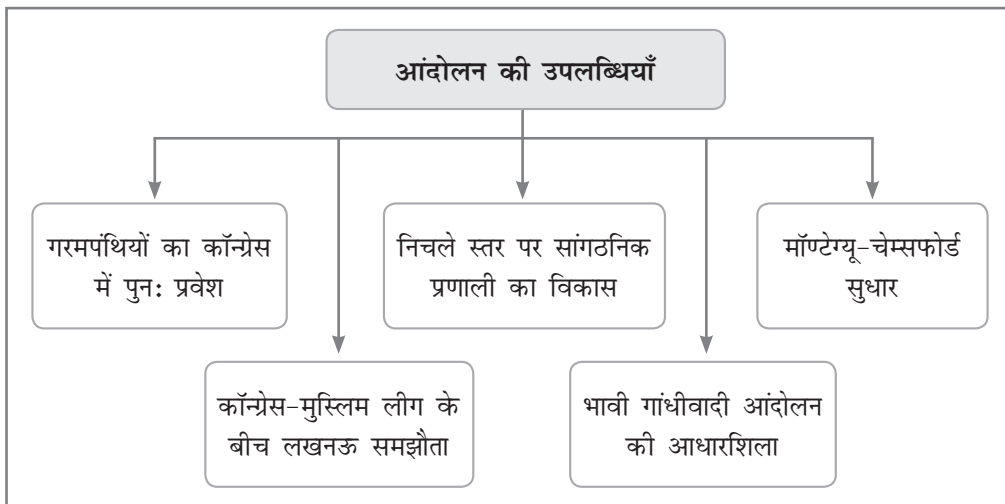 आंदोलन की उपलब्धियाँ
गरमपंथियों का कॉन्ग्रेस
में पुनः प्रवेश
निचले स्तर पर सांगठनिक
प्रणाली का विकास
मॉण्टेग्यू-चेम्सफोर्ड
सुधार
कॉन्ग्रेस-मुस्लिम लीग के
बीच लखनऊ समझौता
भावी गांधीवादी आंदोलन
की आधारशिला